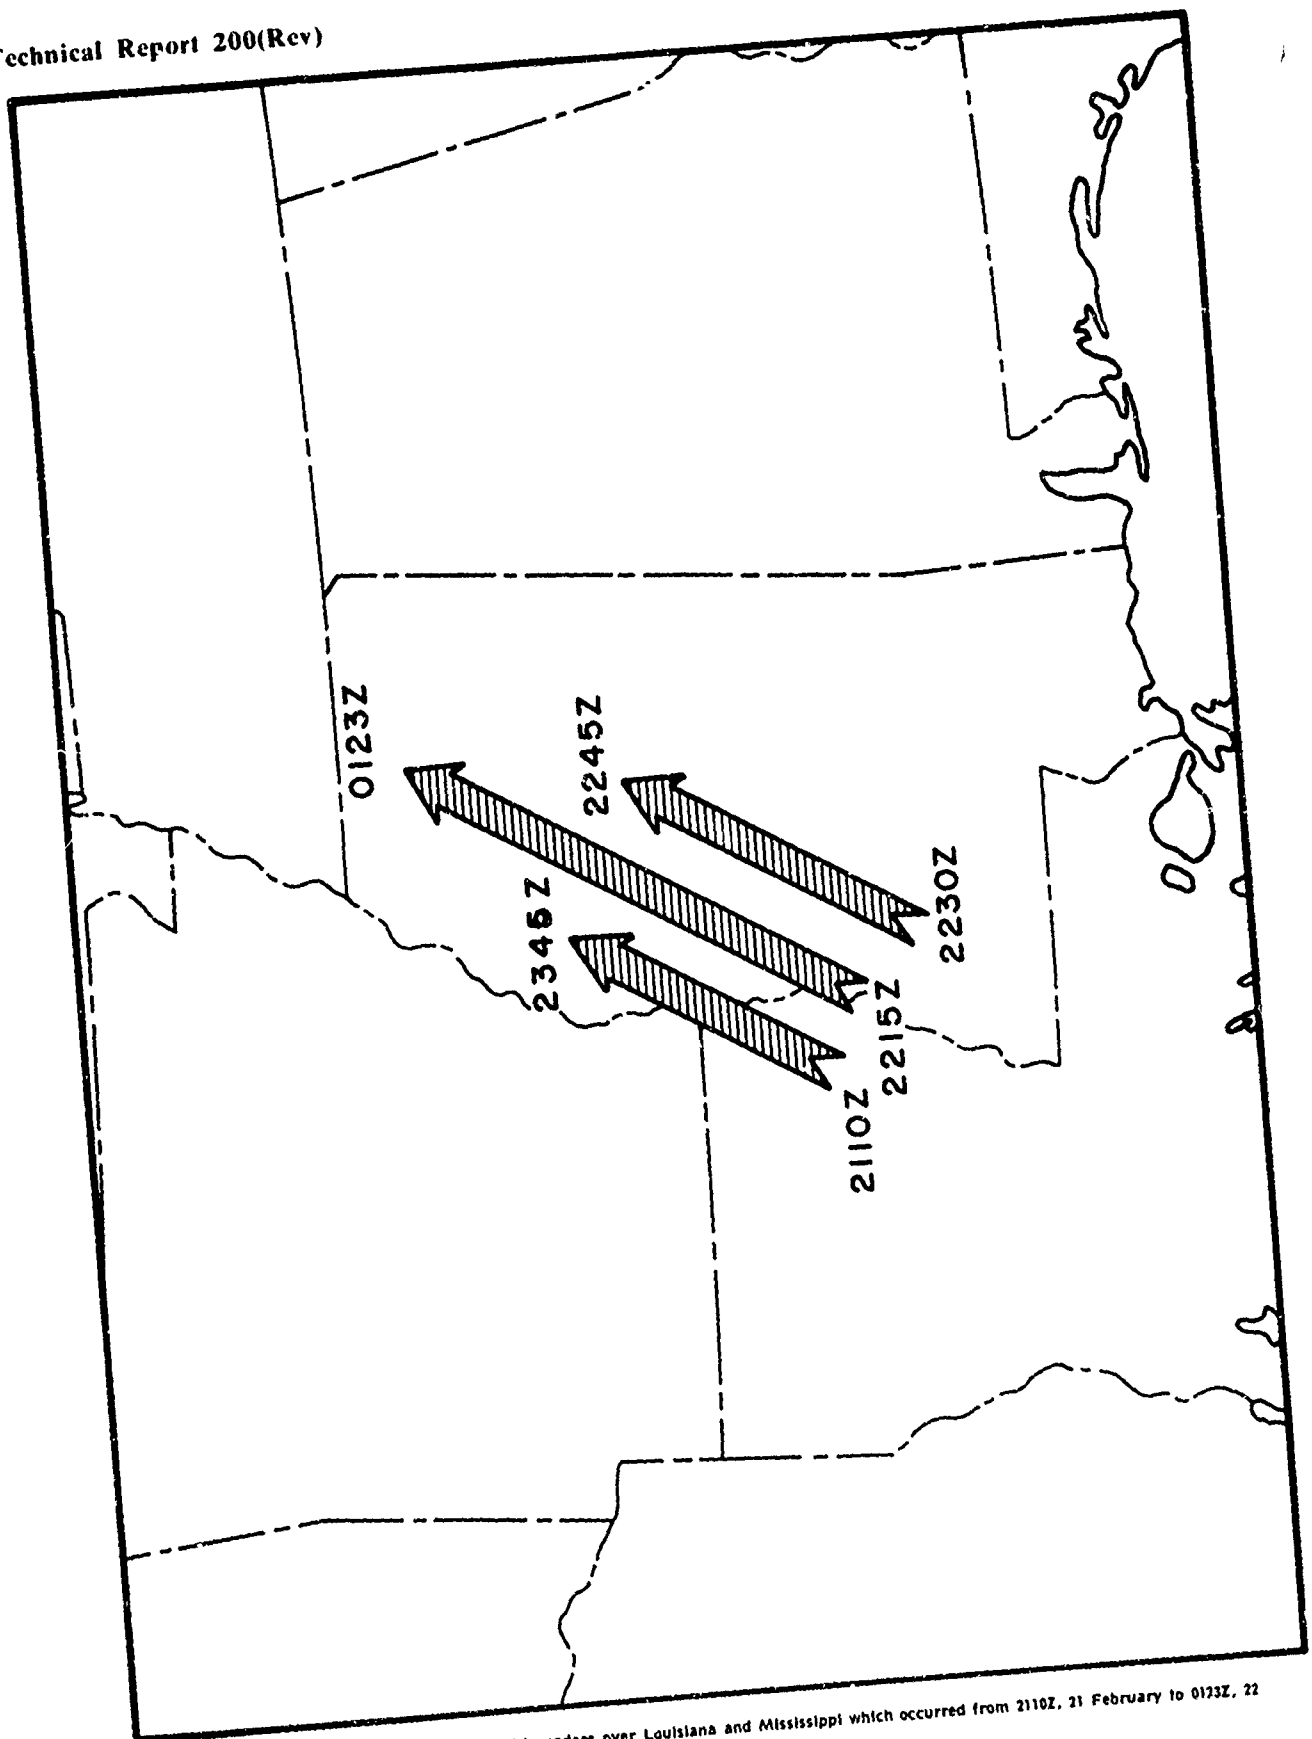 Technical Report 200(Rev)
0123Z
2245Z
2345Z
2230Z
2215Z
2110Z
over Louisiana and Mississippi which occurred from 2110Z, 21 February to 0123Z, 22